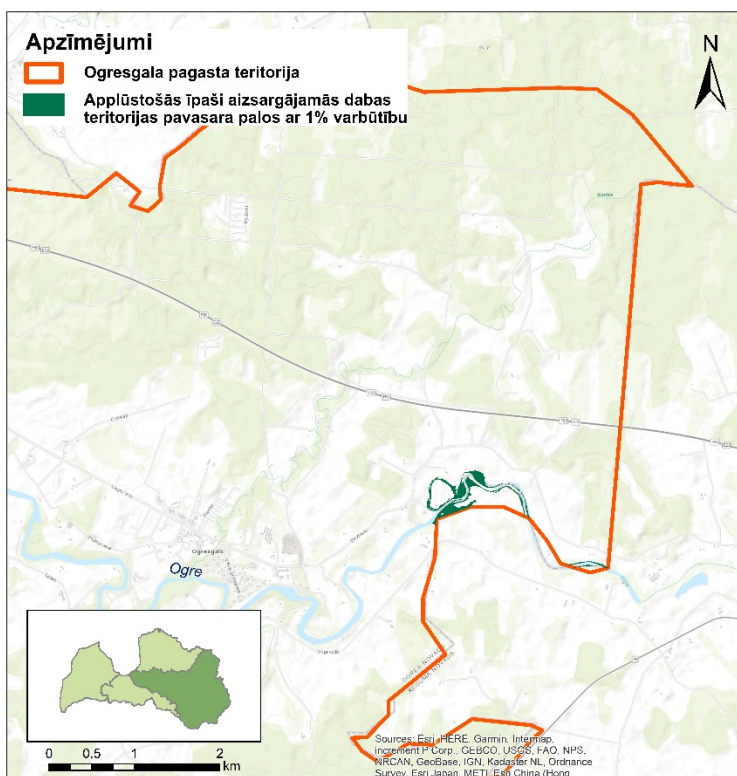 Apzīmējumi
Ogresgala pagasta teritorija
Applūstošās īpaši aizsargājamās dabas
teritorijas pavasara palos ar 1% varbūtību
N
Ogresgals
Ogre
OGRES NOVADS
0 0.5 1 2
km
Sources: Esri, HERE, Garmin, Intermap,
increment P Corp., GEBCO, USGS, FAO, NPS,
NRCAN, GeoBase, IGN, Kadaster NL, Ordnance
Survey, Esri Japan, METI, Esri China (Hong